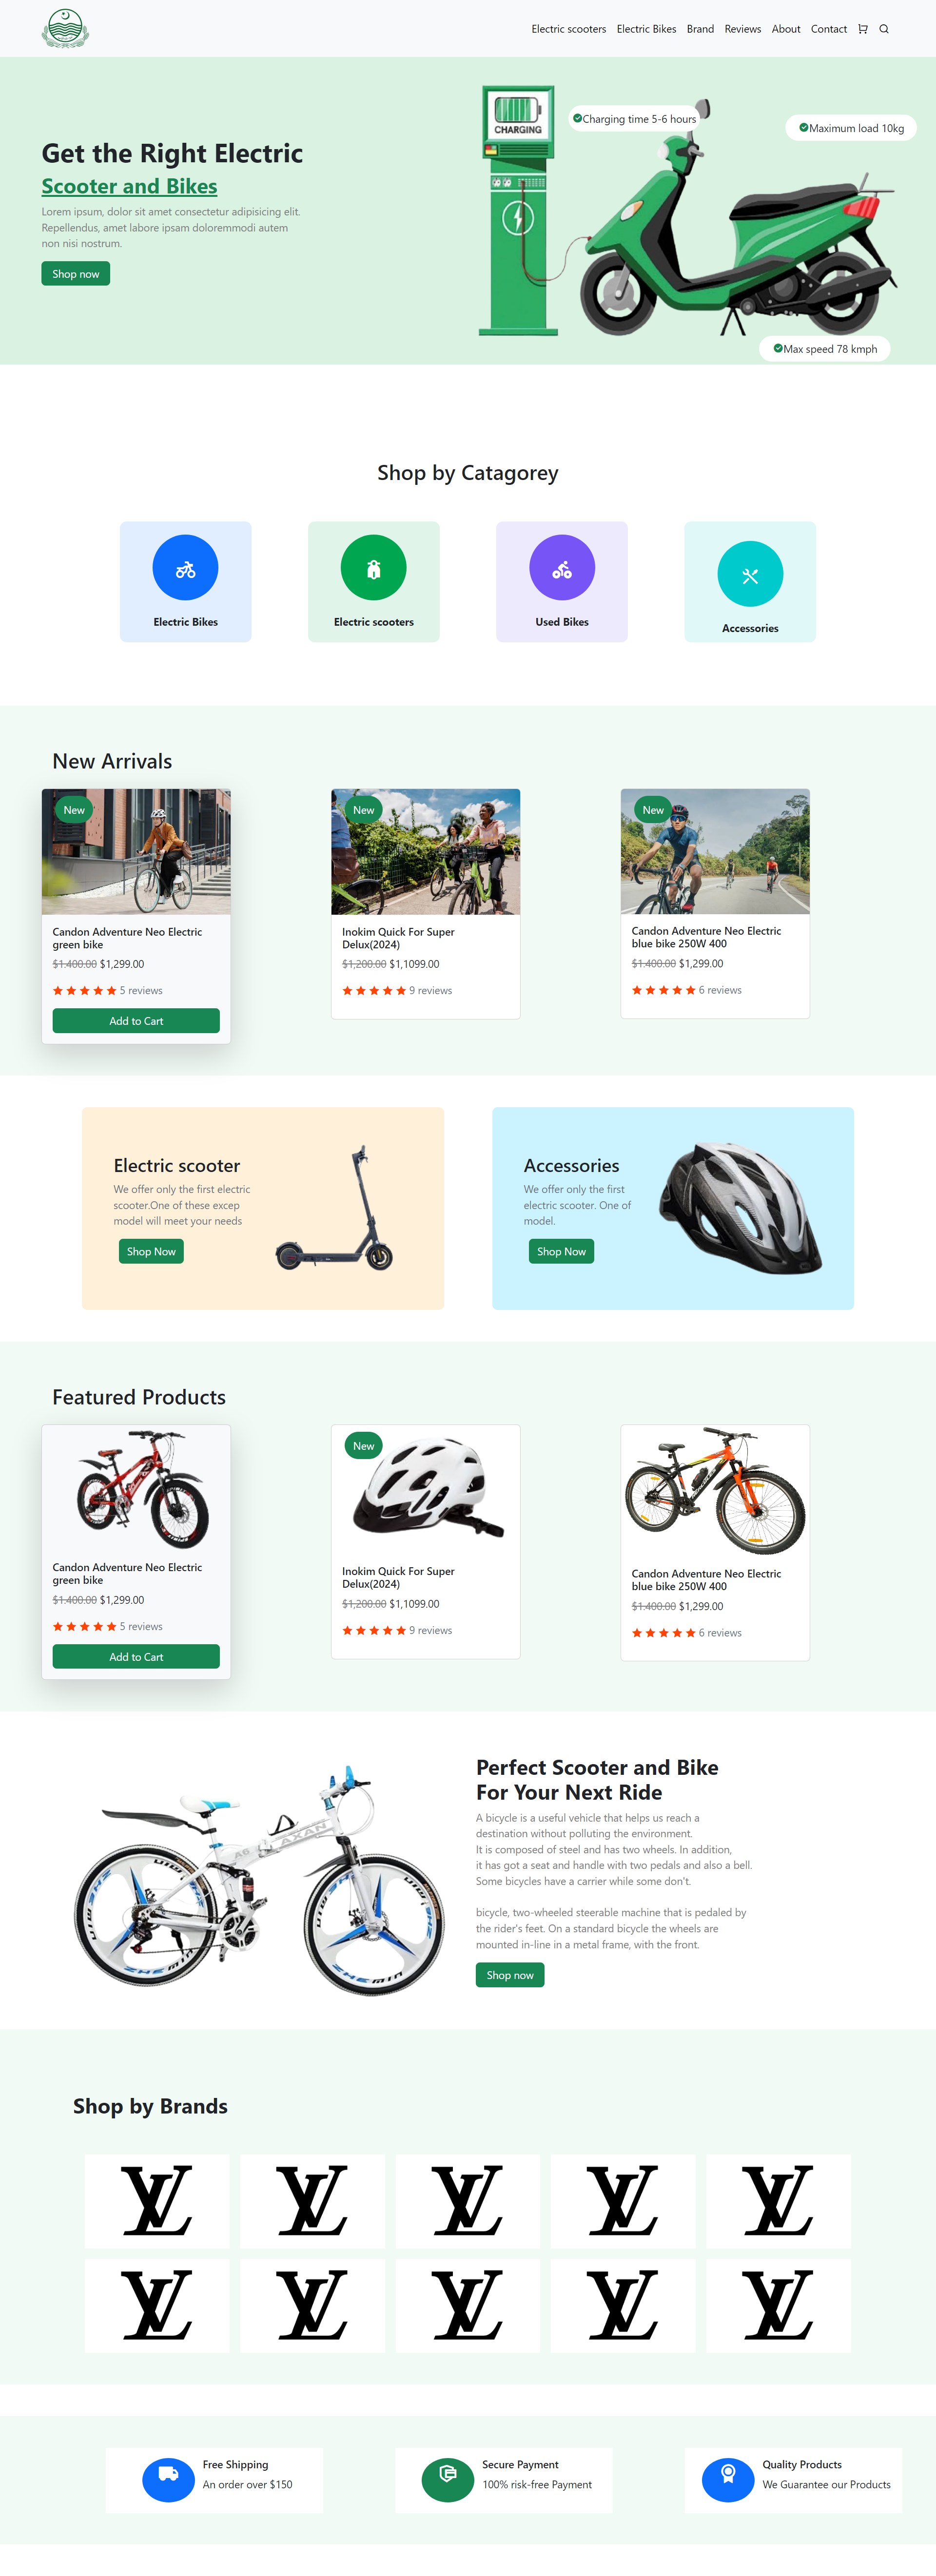 Electric scooters Electric Bikes Brand Reviews About Contact
CHARGING
Charging time 5-6 hours
Maximum load 10kg
Get the Right Electric
Scooter and Bikes
Lorem ipsum, dolor sit amet consectetur adipisicing elit.
Repellendus, amet labore ipsam doloremmodi autem
non nisi nostrum.
Shop now
Max speed 78 kmph
Shop by Catagorey
Electric Bikes
Electric scooters
Used Bikes
Accessories
New Arrivals
New
Candon Adventure Neo Electric
green bike
$1.400.00 $1,299.00
5 reviews
Add to Cart
New
Inokim Quick For Super
Delux(2024)
$1,200.00 $1,1099.00
9 reviews
New
Candon Adventure Neo Electric
blue bike 250W 400
$1.400.00 $1,299.00
6 reviews
Electric scooter
We offer only the first electric
scooter.One of these excep
model will meet your needs
Shop Now
Accessories
We offer only the first
electric scooter. One of
model.
Shop Now
Featured Products
Candon Adventure Neo Electric
green bike
$1.400.00 $1,299.00
5 reviews
Add to Cart
New
Inokim Quick For Super
Delux(2024)
$1,200.00 $1,1099.00
9 reviews
Candon Adventure Neo Electric
blue bike 250W 400
$1.400.00 $1,299.00
6 reviews
AXAN
Perfect Scooter and Bike
For Your Next Ride
A bicycle is a useful vehicle that helps us reach a
destination without polluting the environment.
It is composed of steel and has two wheels. In addition,
it has got a seat and handle with two pedals and also a bell.
Some bicycles have a carrier while some don't.
bicycle, two-wheeled steerable machine that is pedaled by
the rider's feet. On a standard bicycle the wheels are
mounted in-line in a metal frame, with the front.
Shop now
Shop by Brands
LV LV LV LV LV
LV LV LV LV LV
Free Shipping
An order over $150
Secure Payment
100% risk-free Payment
Quality Products
We Guarantee our Products